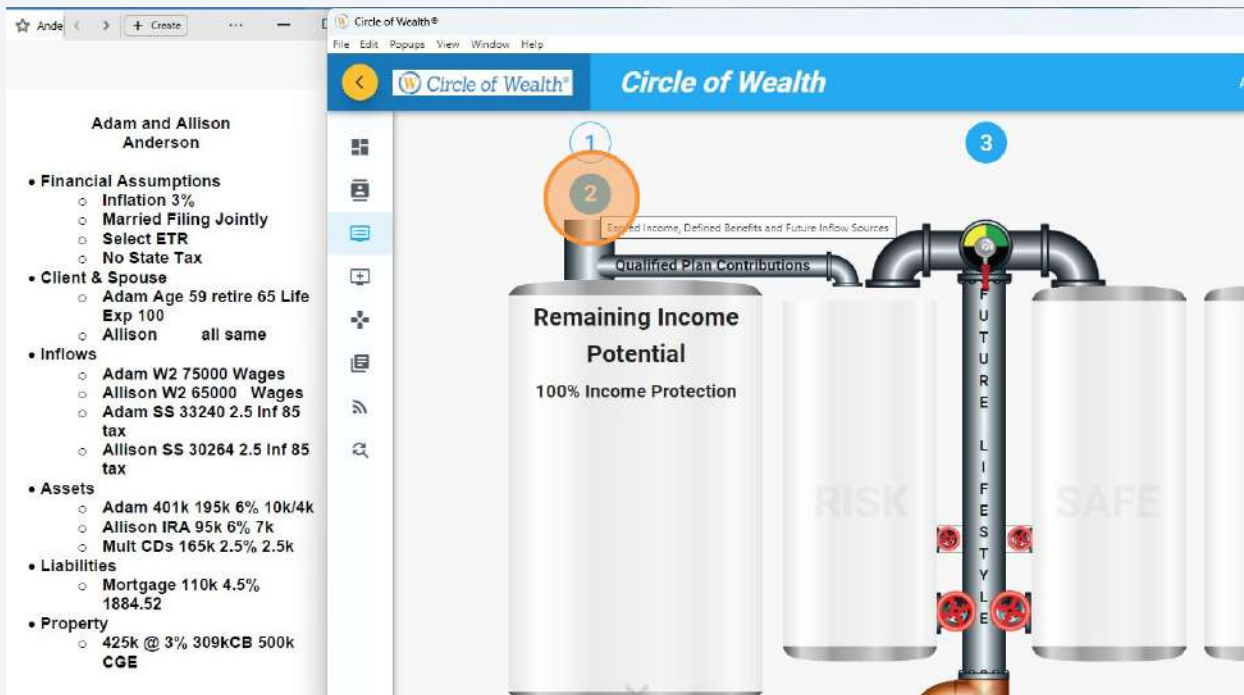 Ande
+ Create
...
Adam and Allison
Anderson
• Financial Assumptions
○ Inflation 3%
○ Married Filing Jointly
○ Select ETR
○ No State Tax
• Client & Spouse
○ Adam Age 59 retire 65 Life
Exp 100
○ Allison all same
• Inflows
○ Adam W2 75000 Wages
○ Allison W2 65000 Wages
○ Adam SS 33240 2.5 Inf 85
tax
○ Allison SS 30264 2.5 Inf 85
tax
• Assets
○ Adam 401k 195k 6% 10k/4k
○ Allison IRA 95k 6% 7k
○ Mult CDs 165k 2.5% 2.5k
• Liabilities
○ Mortgage 110k 4.5%
1884.52
• Property
○ 425k @ 3% 309kCB 500k
CGE
Circle of Wealth®
File Edit Popups View Window Help
Circle of Wealth®
Circle of Wealth
1
2
3
Earned Income, Defined Benefits and Future Inflow Sources
Qualified Plan Contributions
Remaining Income
Potential
100% Income Protection
RISK
FUTURE LIFESTYLE
SAFE